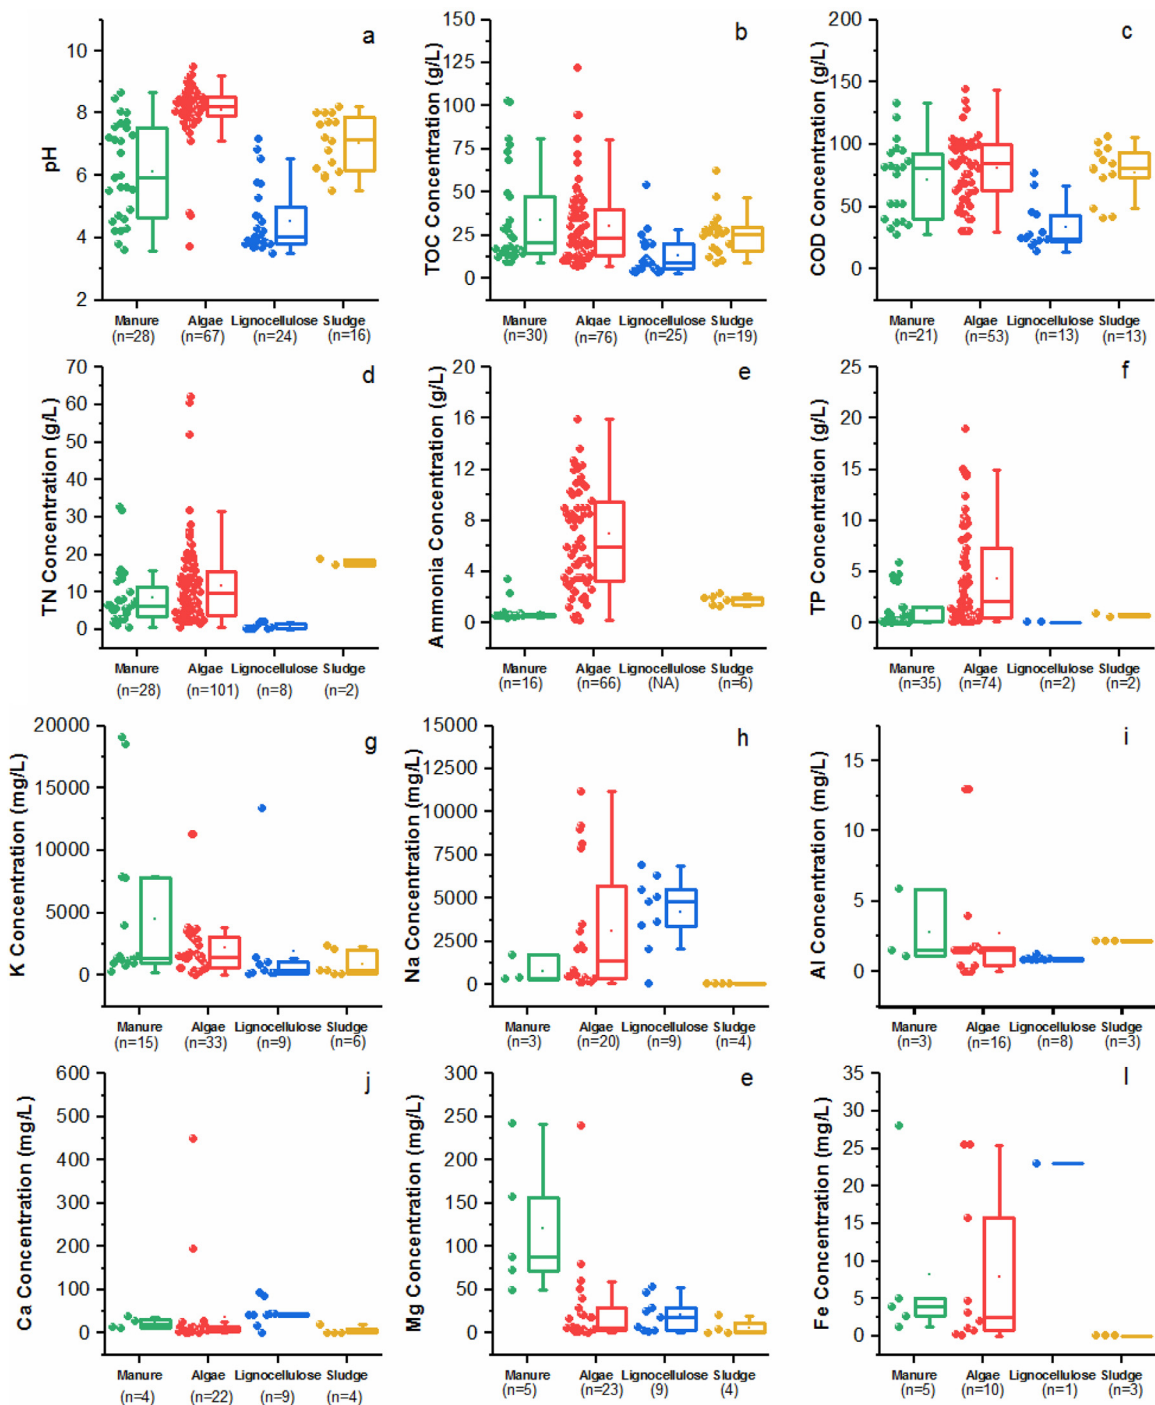 a
pH
10
8
6
4
2
Manure Algae Lignocellulose Sludge
(n=28) (n=67) (n=24) (n=16)
b
TOC Concentration (g/L)
150
125
100
75
50
25
0
Manure Algae Lignocellulose Sludge
(n=30) (n=76) (n=25) (n=19)
c
COD Concentration (g/L)
200
150
100
50
0
Manure Algae Lignocellulose Sludge
(n=21) (n=53) (n=13) (n=13)
d
TN Concentration (g/L)
70
60
50
40
30
20
10
0
Manure Algae Lignocellulose Sludge
(n=28) (n=101) (n=8) (n=2)
e
Ammonia Concentration (g/L)
20
16
12
8
4
0
Manure Algae Lignocellulose Sludge
(n=16) (n=66) (NA) (n=6)
f
TP Concentration (g/L)
25
20
15
10
5
0
Manure Algae Lignocellulose Sludge
(n=35) (n=74) (n=2) (n=2)
g
K Concentration (mg/L)
20000
15000
10000
5000
0
Manure Algae Lignocellulose Sludge
(n=15) (n=33) (n=9) (n=6)
h
Na Concentration (mg/L)
15000
12500
10000
7500
5000
2500
0
Manure Algae Lignocellulose Sludge
(n=3) (n=20) (n=9) (n=4)
i
Al Concentration (mg/L)
15
10
5
0
Manure Algae Lignocellulose Sludge
(n=3) (n=16) (n=8) (n=3)
j
Ca Concentration (mg/L)
600
500
400
300
200
100
0
Manure Algae Lignocellulose Sludge
(n=4) (n=22) (n=9) (n=4)
e
Mg Concentration (mg/L)
300
250
200
150
100
50
0
Manure Algae Lignocellulose Sludge
(n=5) (n=23) (9) (4)
l
Fe Concentration (mg/L)
35
30
25
20
15
10
5
0
Manure Algae Lignocellulose Sludge
(n=5) (n=10) (n=1) (n=3)